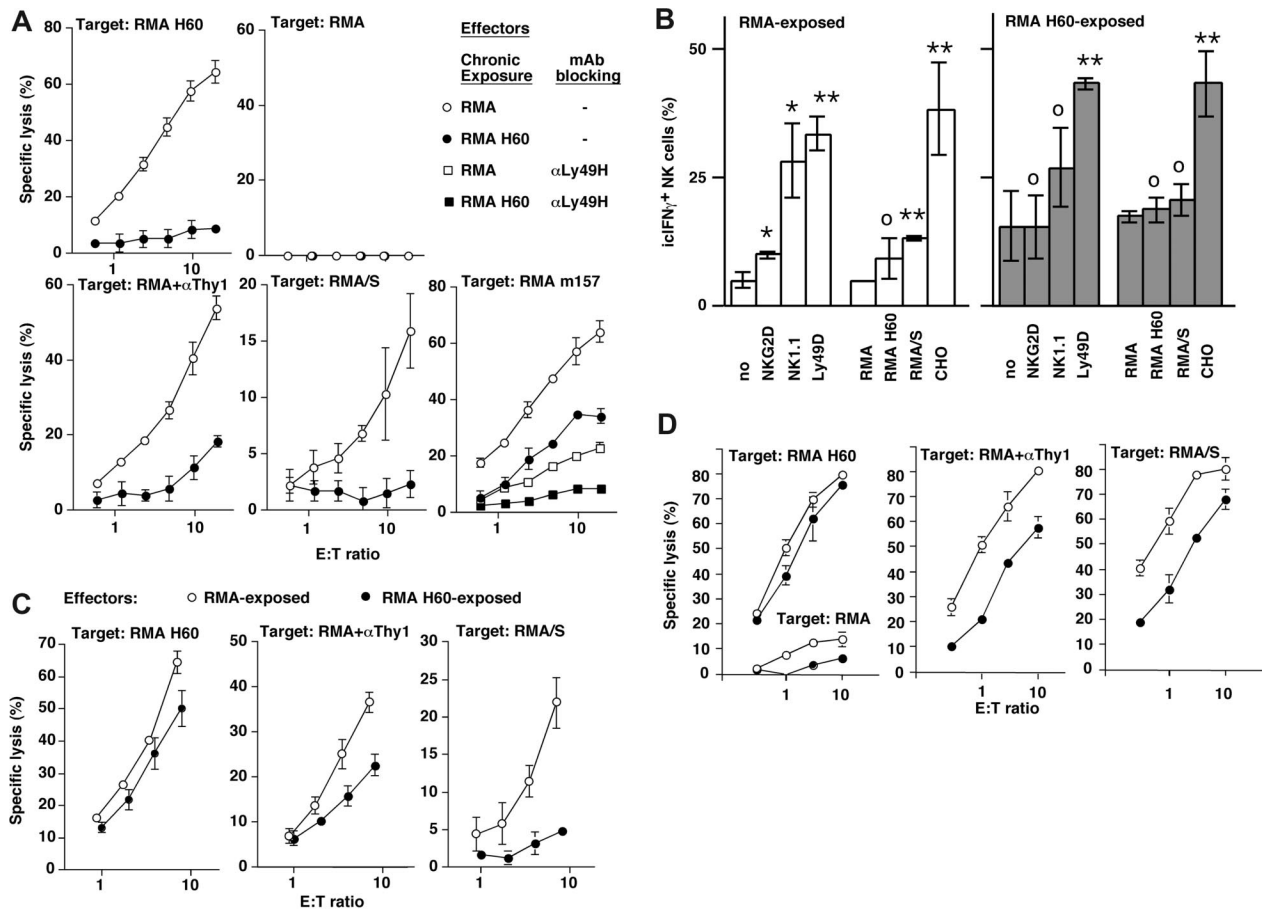 A
Target: RMA H60
Target: RMA
Effectors
Chronic Exposure
mAb blocking
RMA
-
RMA H60
-
RMA
αLy49H
RMA H60
αLy49H
Specific lysis (%)
80
60
40
20
0
1
10
60
40
20
0
Target: RMA+αThy1
Target: RMA/S
Target: RMA m157
Specific lysis (%)
60
40
20
0
1
10
20
15
10
5
0
1
10
80
60
40
20
0
1
10
E:T ratio
B
RMA-exposed
RMA H60-exposed
icIFNγ+ NK cells (%)
50
25
0
*
*
**
o
**
**
o
o
**
o
o
**
no
NKG2D
NK1.1
Ly49D
RMA
RMA H60
RMA/S
CHO
no
NKG2D
NK1.1
Ly49D
RMA
RMA H60
RMA/S
CHO
C
Effectors:
RMA-exposed
RMA H60-exposed
Target: RMA H60
Target: RMA+αThy1
Target: RMA/S
Specific lysis (%)
70
60
50
40
30
20
10
0
1
10
50
40
30
20
10
0
1
10
30
25
20
15
10
5
0
1
10
E:T ratio
D
Target: RMA H60
Target: RMA+αThy1
Target: RMA/S
Specific lysis (%)
80
70
60
50
40
30
20
10
0
Target: RMA
1
10
80
70
60
50
40
30
20
10
0
1
10
80
70
60
50
40
30
20
10
0
1
10
E:T ratio